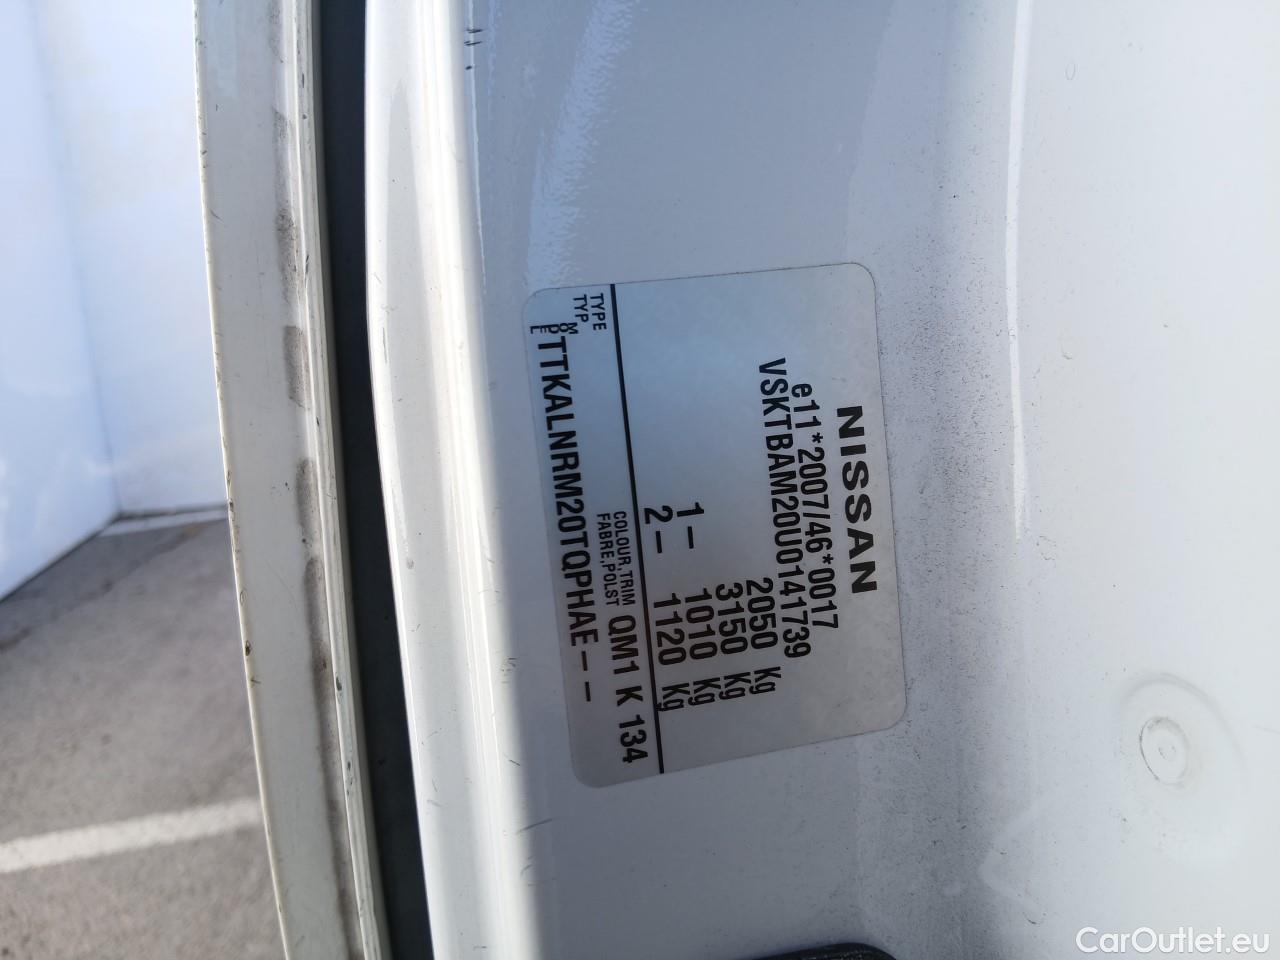 NISSAN
e11*2007/46*0017
VSKTBAM20U0141739
2050 Kg
3150 Kg
1– 1010 Kg
2– 1120 Kg
TYPE
TYP
COLOUR,TRIM
FABRE,POLST
QM1 K 134
MODEL
TTKALNRM20TQPHAE––
CarOutlet.eu